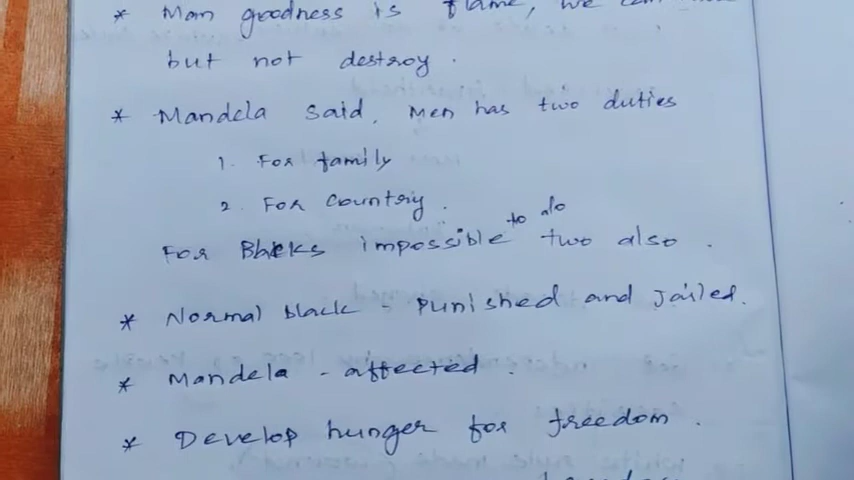 * Man goodness is flame, we can
but not destroy.
* Mandela said, Men has two duties
1. For family
2. For country.
For Blacks impossible to do two also.
* Normal black - punished and Jailed.
* Mandela - affected.
* Develop hunger for freedom.